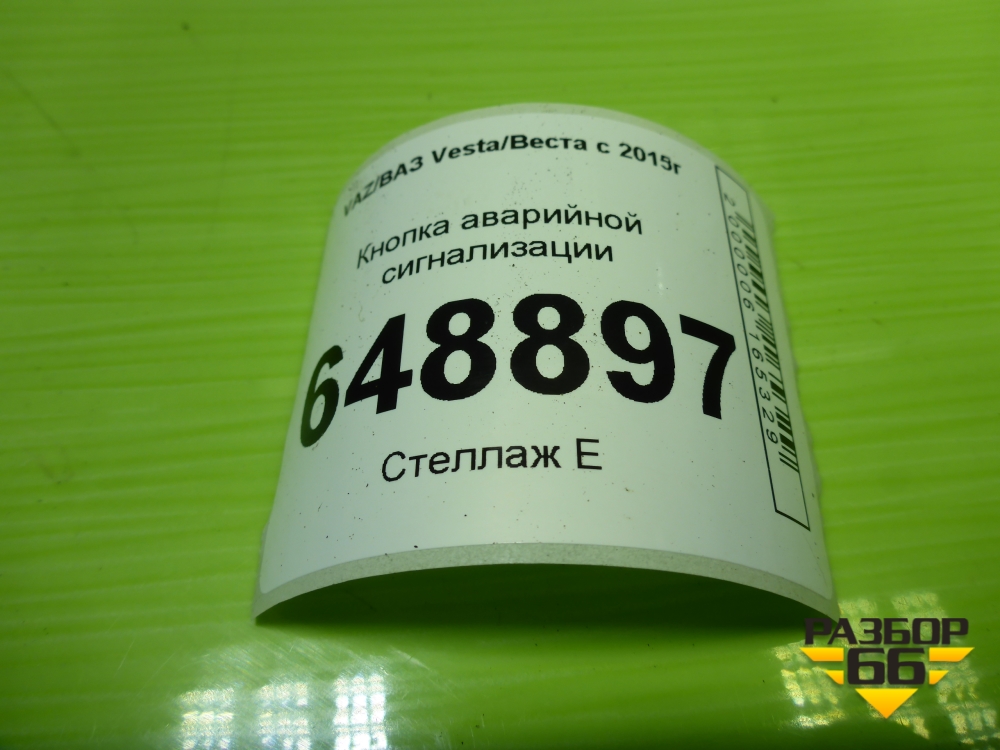 VAZ/ВАЗ Vesta/Веста с 2015г
Кнопка аварийной
сигнализации
648897
Стеллаж Е
2000006165329
РАЗБОР
66